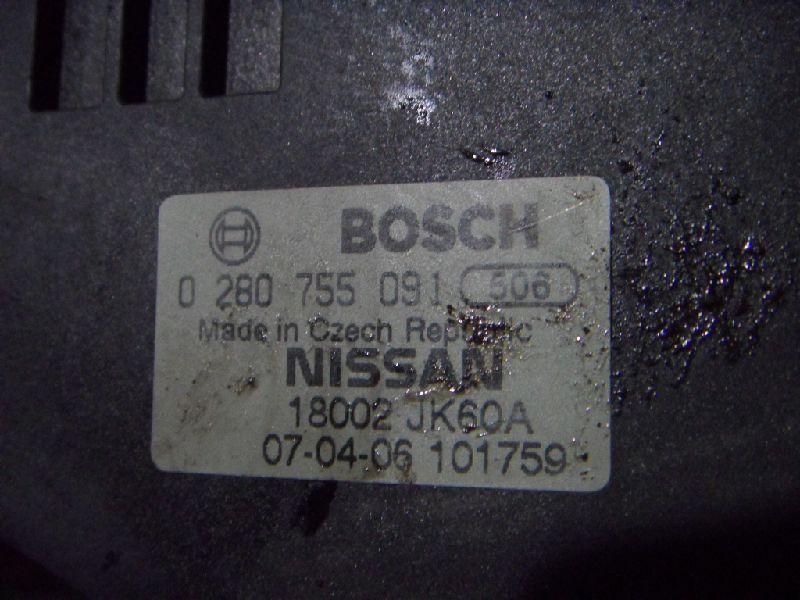 BOSCH
0 280 755 091 506
Made in Czech Republic
NISSAN
18002 JK60A
07-04-06 101759